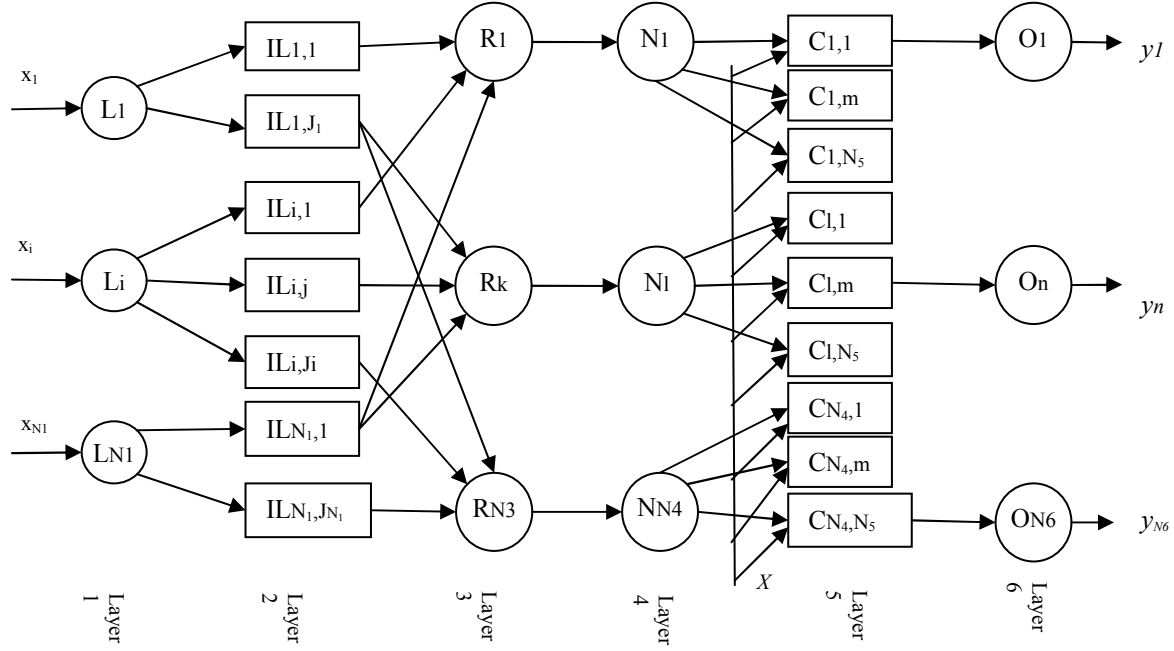 x₁
L1
xᵢ
Li
x_N1
LN1
IL1,1
IL1,J₁
ILi,1
ILi,j
ILi,Ji
ILN₁,1
ILN₁,JN₁
R1
Rk
RN3
N1
Nl
NN4
X
C1,1
C1,m
C1,N₅
Cl,1
Cl,m
Cl,N₅
CN₄,1
CN₄,m
CN₄,N₅
O1
On
ON6
y1
yn
y_N6
Layer
1
Layer
2
Layer
3
Layer
4
Layer
5
Layer
6